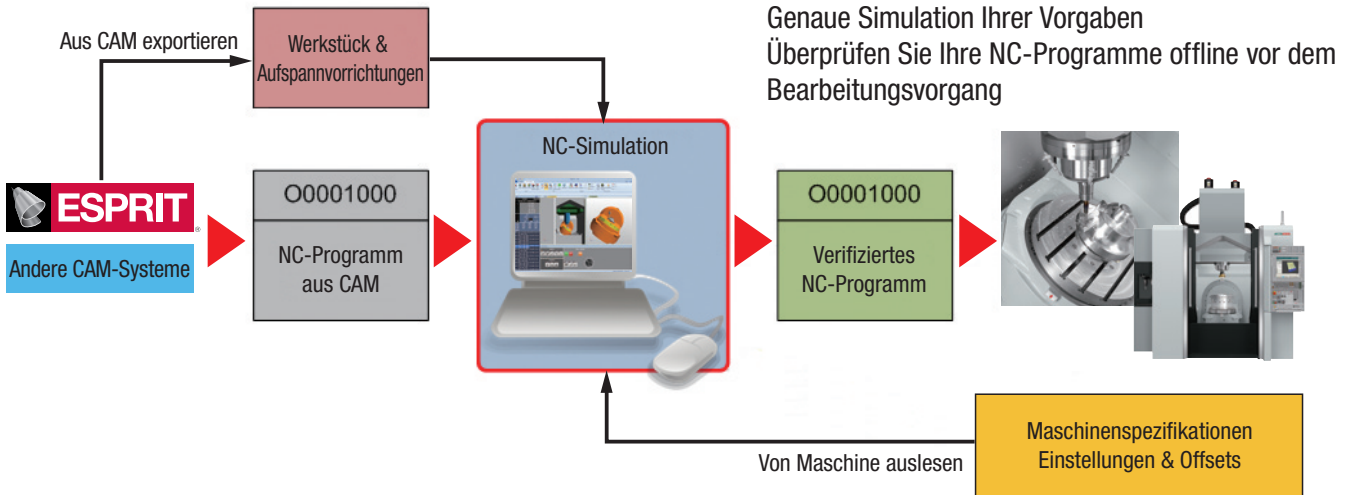 Genaue Simulation Ihrer Vorgaben
Überprüfen Sie Ihre NC-Programme offline vor dem
Bearbeitungsvorgang
Aus CAM exportieren
Werkstück &
Aufspannvorrichtungen
ESPRIT®
Andere CAM-Systeme
O0001000
NC-Programm
aus CAM
NC-Simulation
O0001000
Verifiziertes
NC-Programm
Von Maschine auslesen
Maschinenspezifikationen
Einstellungen & Offsets